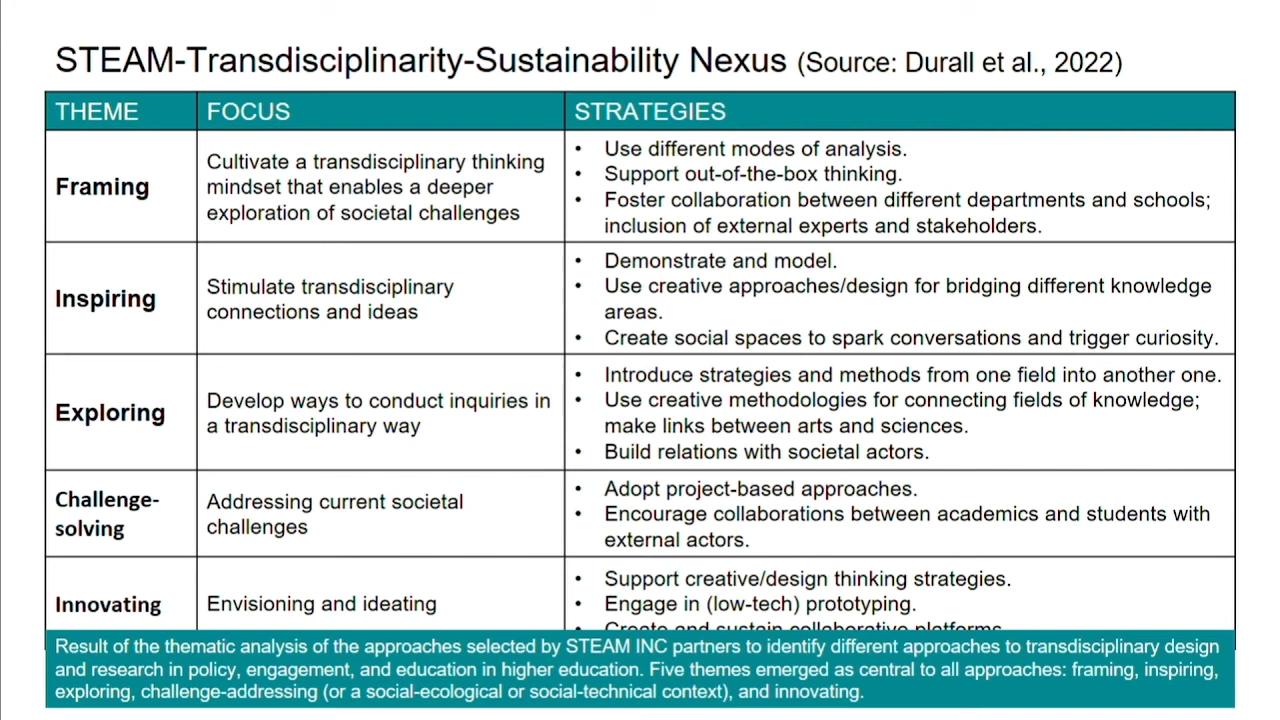 STEAM-Transdisciplinarity-Sustainability Nexus (Source: Durall et al., 2022)
THEME FOCUS STRATEGIES
Framing
Cultivate a transdisciplinary thinking
mindset that enables a deeper
exploration of societal challenges
• Use different modes of analysis.
• Support out-of-the-box thinking.
• Foster collaboration between different departments and schools;
inclusion of external experts and stakeholders.
Inspiring
Stimulate transdisciplinary
connections and ideas
• Demonstrate and model.
• Use creative approaches/design for bridging different knowledge
areas.
• Create social spaces to spark conversations and trigger curiosity.
Exploring
Develop ways to conduct inquiries in
a transdisciplinary way
• Introduce strategies and methods from one field into another one.
• Use creative methodologies for connecting fields of knowledge;
make links between arts and sciences.
• Build relations with societal actors.
Challenge-
solving
Addressing current societal
challenges
• Adopt project-based approaches.
• Encourage collaborations between academics and students with
external actors.
Innovating
Envisioning and ideating
• Support creative/design thinking strategies.
• Engage in (low-tech) prototyping.
• Create and sustain collaborative platforms
Result of the thematic analysis of the approaches selected by STEAM INC partners to identify different approaches to transdisciplinary design
and research in policy, engagement, and education in higher education. Five themes emerged as central to all approaches: framing, inspiring,
exploring, challenge-addressing (or a social-ecological or social-technical context), and innovating.